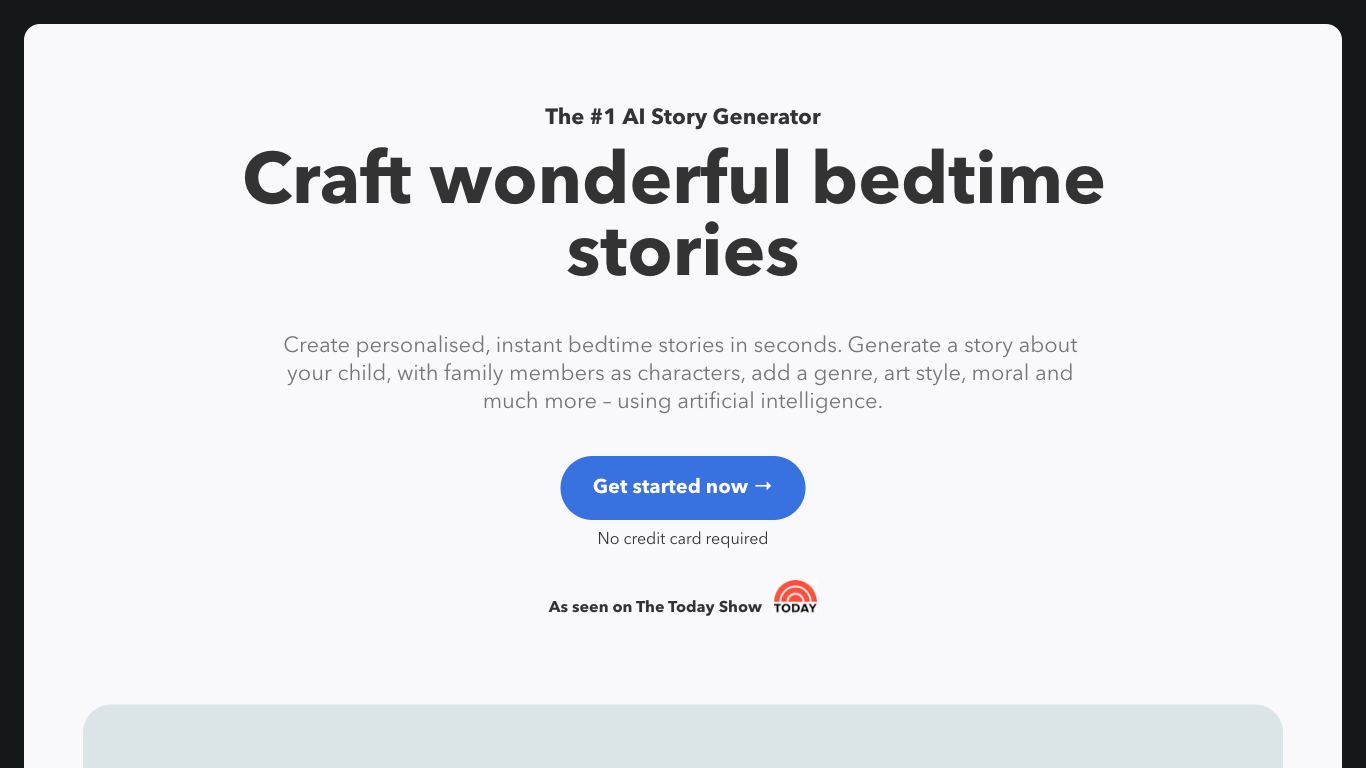 The #1 AI Story Generator
Craft wonderful bedtime
stories
Create personalised, instant bedtime stories in seconds. Generate a story about
your child, with family members as characters, add a genre, art style, moral and
much more – using artificial intelligence.
Get started now →
No credit card required
As seen on The Today Show TODAY